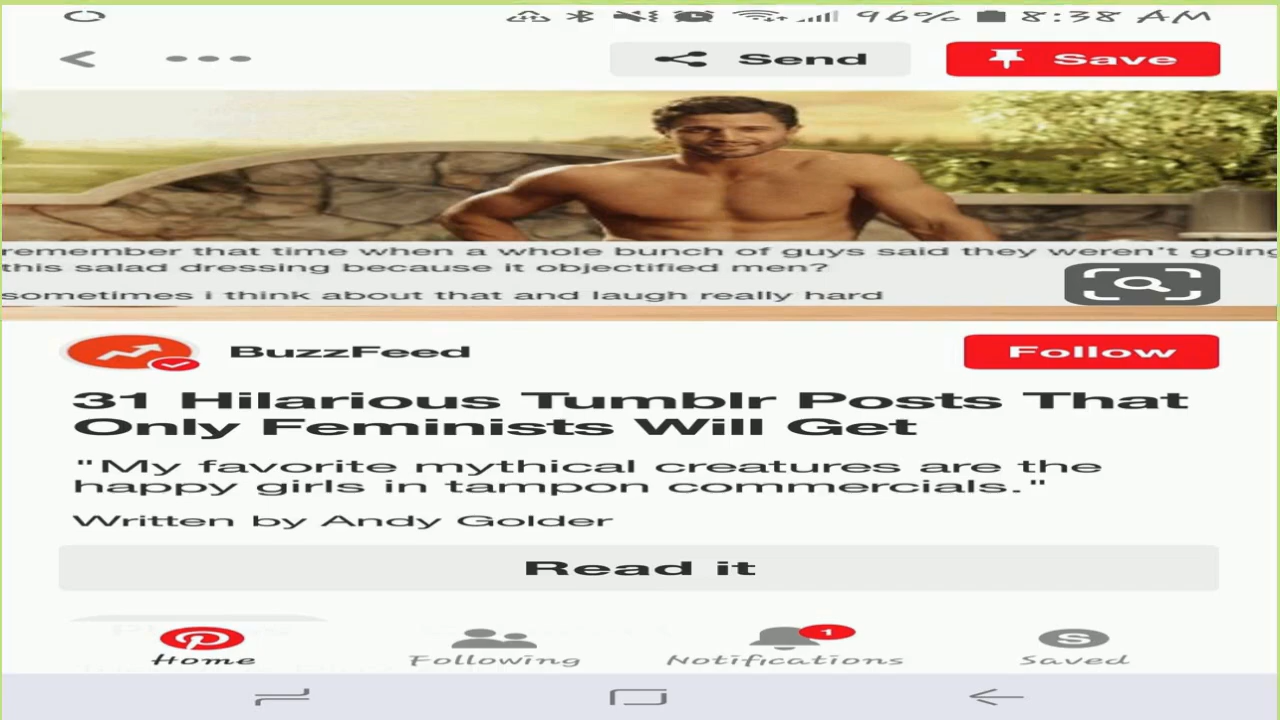 96% 8:38 AM
Send
Save
remember that time when a whole bunch of guys said they weren't going
this salad dressing because it objectified men?
sometimes i think about that and laugh really hard
BuzzFeed
Follow
31 Hilarious Tumblr Posts That
Only Feminists Will Get
"My favorite mythical creatures are the
happy girls in tampon commercials."
Written by Andy Golder
Read it
1
Home
Following
Notifications
S
Saved